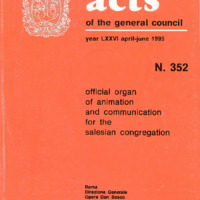 acts
of the general council
year LXXVI april-june 1995
N. 352
official organ
of animation
and communication
for the
salesian congregation
Roma
Direzione Generale
Opere Don Bosco